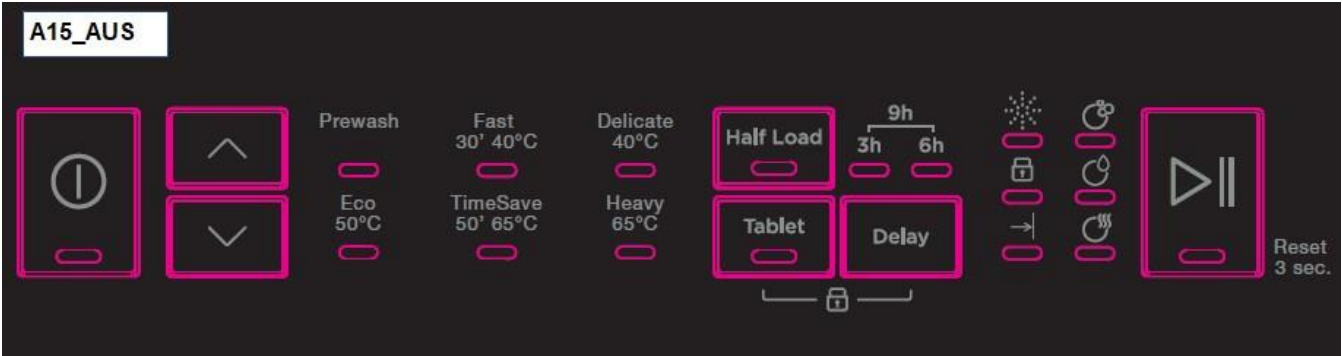 A15_AUS
Prewash
Fast
30' 40°C
Delicate
40°C
Eco
50°C
TimeSave
50' 65°C
Heavy
65°C
Half Load
9h
3h 6h
Tablet
Delay
Reset
3 sec.